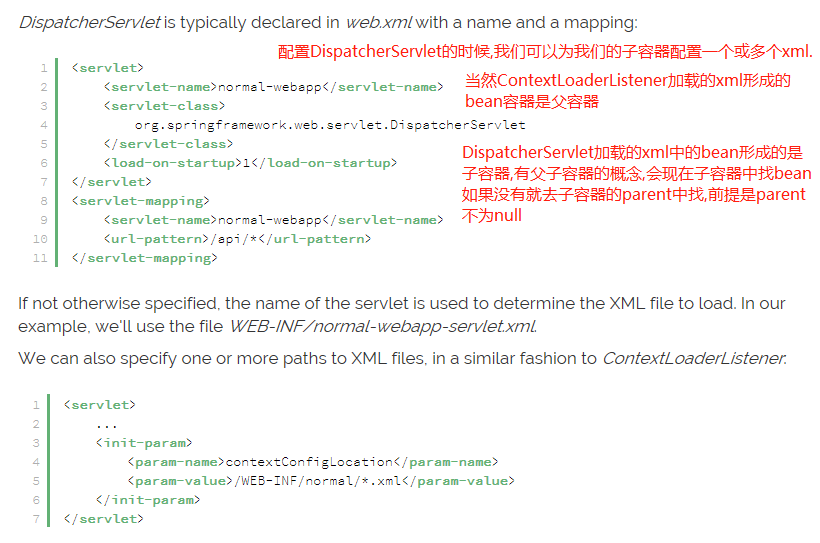 DispatcherServlet is typically declared in web.xml with a name and a mapping:
配置DispatcherServlet的时候,我们可以为我们的子容器配置一个或多个xml.
1 <servlet>
2 <servlet-name>normal-webapp</servlet-name>
3 <servlet-class>
4 org.springframework.web.servlet.DispatcherServlet
5 </servlet-class>
6 <load-on-startup>1</load-on-startup>
7 </servlet>
8 <servlet-mapping>
9 <servlet-name>normal-webapp</servlet-name>
10 <url-pattern>/api/*</url-pattern>
11 </servlet-mapping>
当然ContextLoaderListener加载的xml形成的
bean容器是父容器
DispatcherServlet加载的xml中的bean形成的是
子容器,有父子容器的概念,会现在子容器中找bean
如果没有就去子容器的parent中找,前提是parent
不为null
If not otherwise specified, the name of the servlet is used to determine the XML file to load. In our
example, we'll use the file WEB-INF/normal-webapp-servlet.xml.
We can also specify one or more paths to XML files, in a similar fashion to ContextLoaderListener:
1 <servlet>
2 ...
3 <init-param>
4 <param-name>contextConfigLocation</param-name>
5 <param-value>/WEB-INF/normal/*.xml</param-value>
6 </init-param>
7 </servlet>